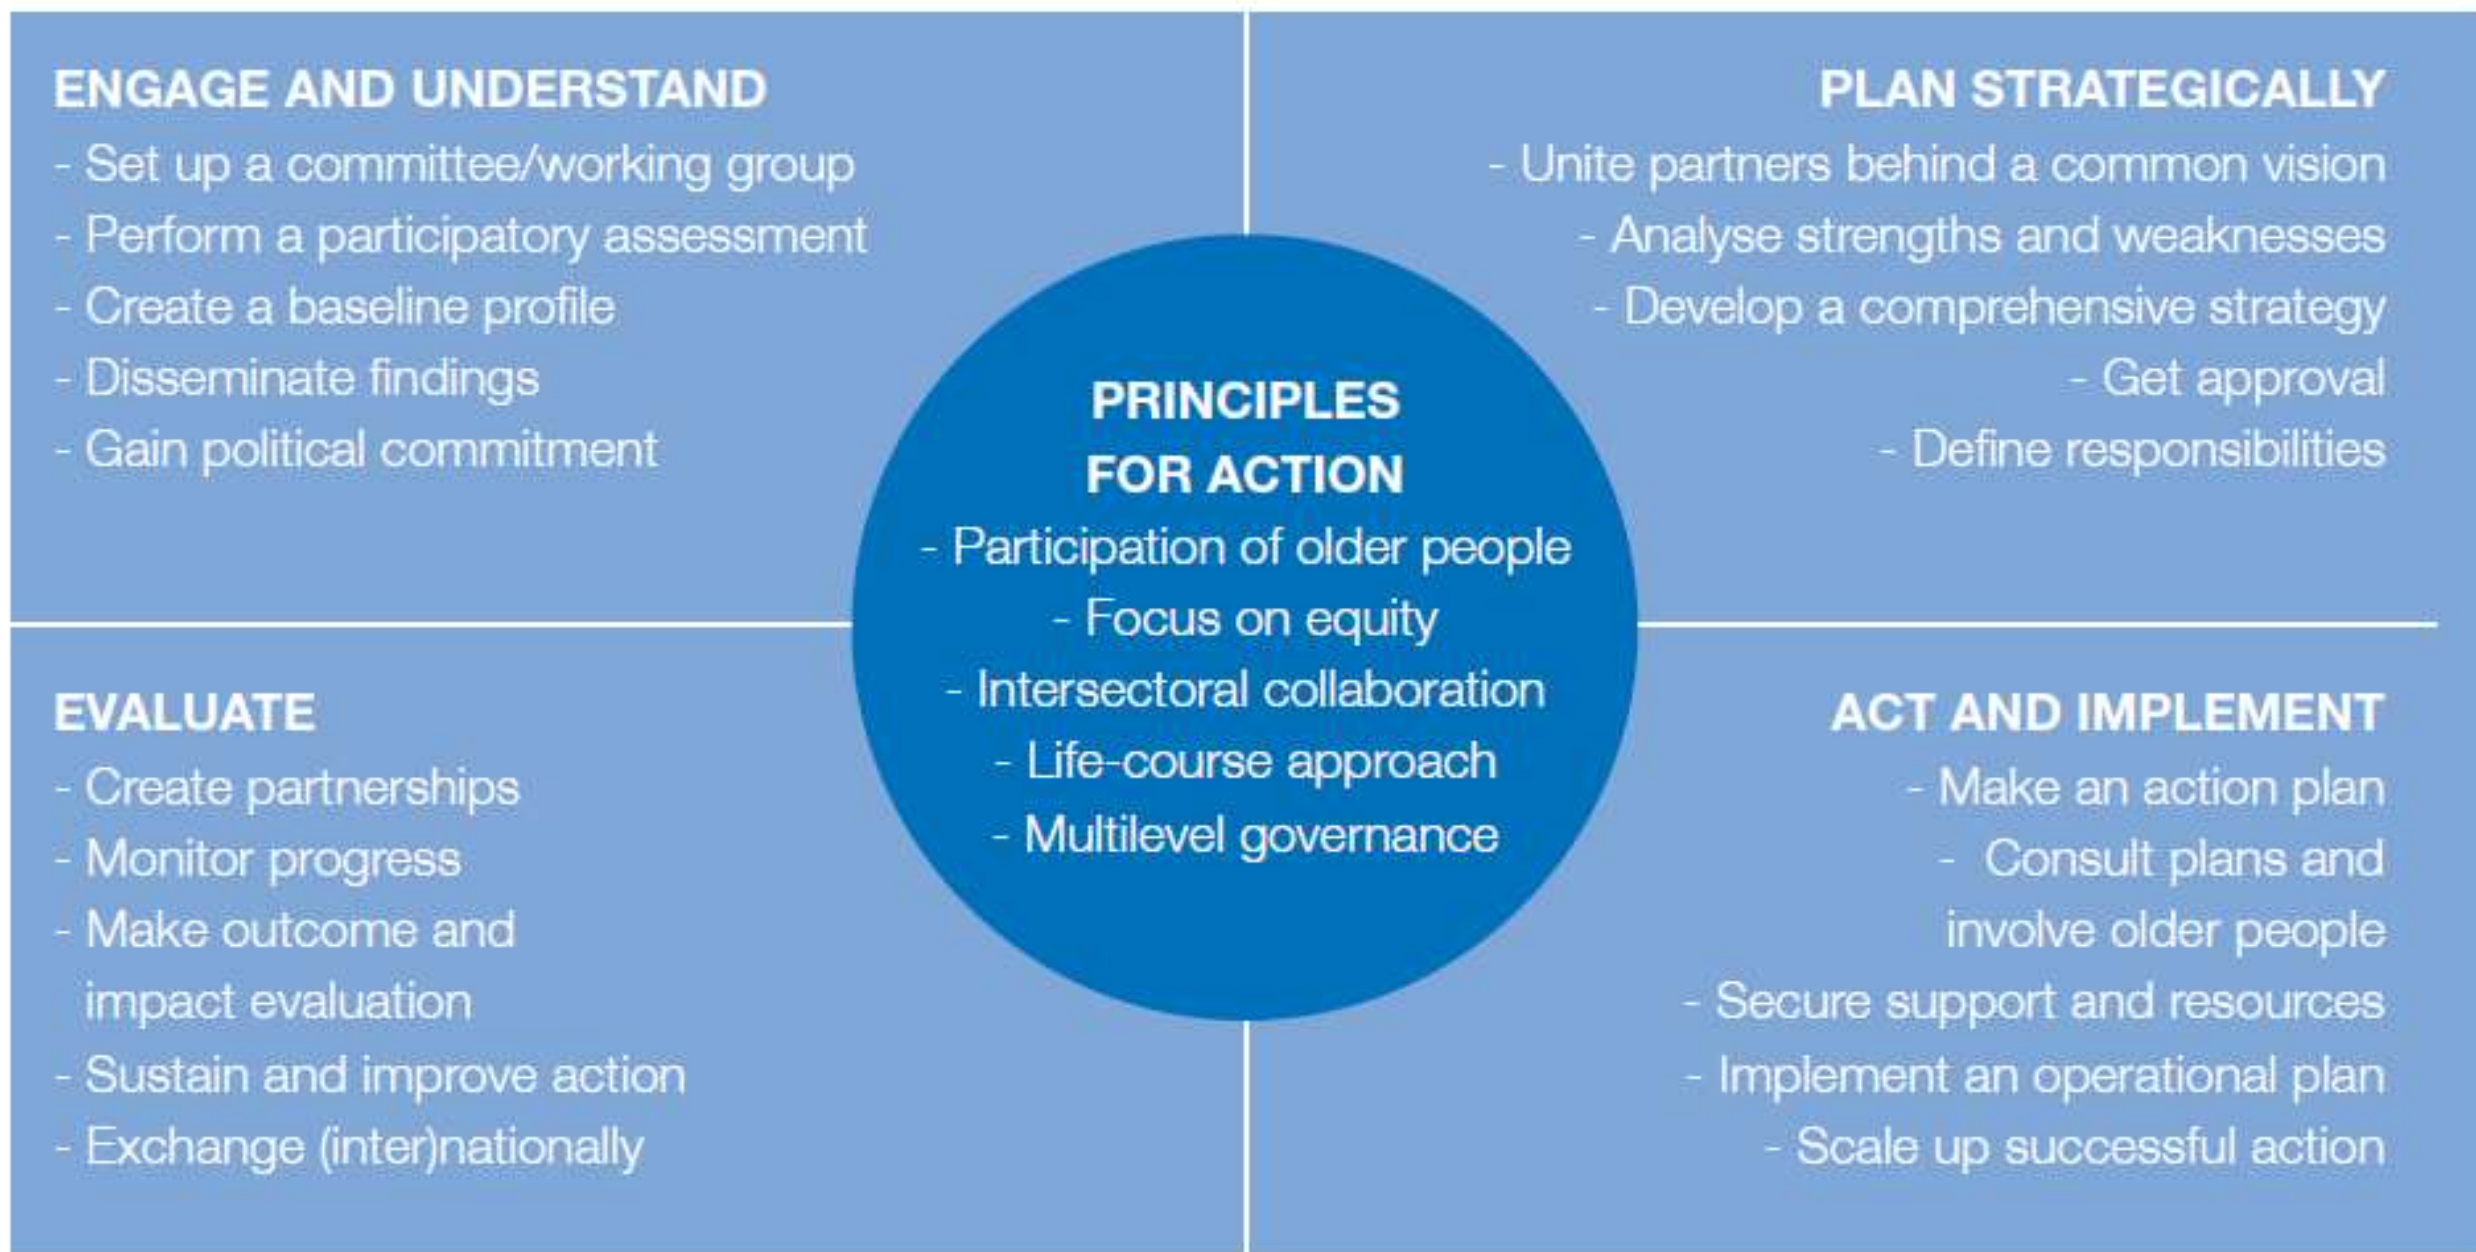 ENGAGE AND UNDERSTAND
- Set up a committee/working group
- Perform a participatory assessment
- Create a baseline profile
- Disseminate findings
- Gain political commitment
PLAN STRATEGICALLY
- Unite partners behind a common vision
- Analyse strengths and weaknesses
- Develop a comprehensive strategy
- Get approval
- Define responsibilities
PRINCIPLES
FOR ACTION
- Participation of older people
- Focus on equity
- Intersectoral collaboration
- Life-course approach
- Multilevel governance
EVALUATE
- Create partnerships
- Monitor progress
- Make outcome and
impact evaluation
- Sustain and improve action
- Exchange (inter)nationally
ACT AND IMPLEMENT
- Make an action plan
- Consult plans and
involve older people
- Secure support and resources
- Implement an operational plan
- Scale up successful action